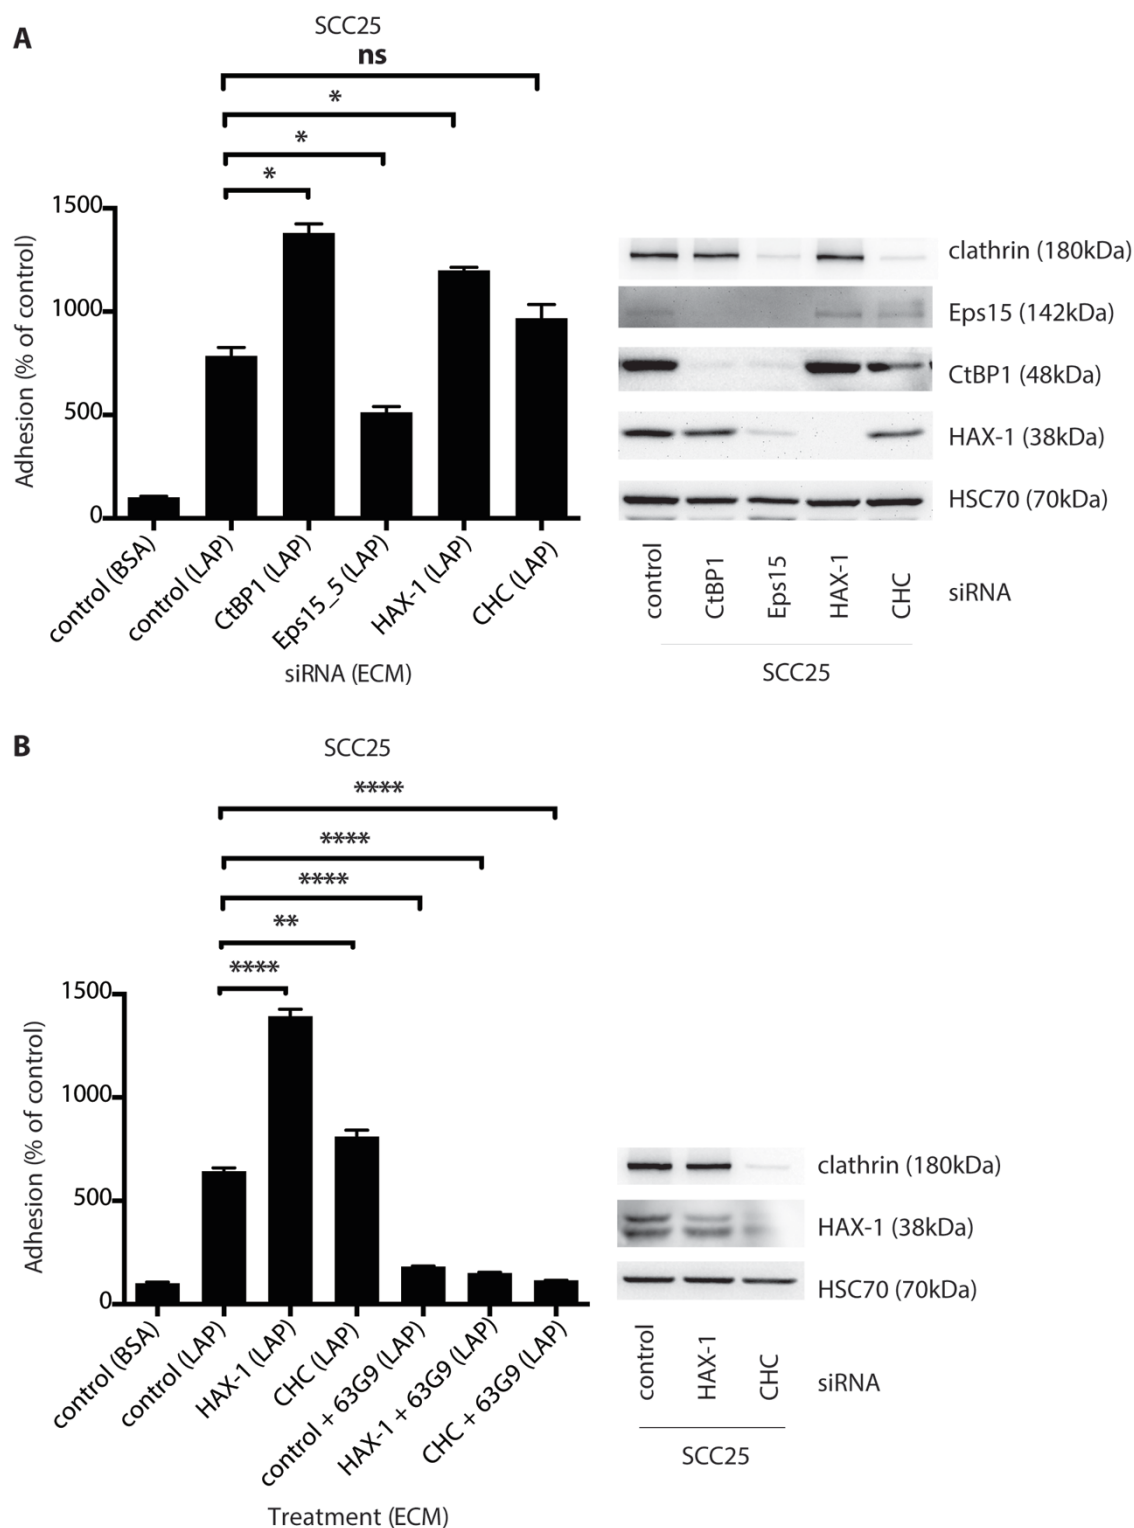 A
SCC25
ns
*
*
*
1500
1000
500
0
Adhesion (% of control)
control (BSA)
control (LAP)
CtBP1 (LAP)
Eps15_5 (LAP)
HAX-1 (LAP)
CHC (LAP)
siRNA (ECM)
clathrin (180kDa)
Eps15 (142kDa)
CtBP1 (48kDa)
HAX-1 (38kDa)
HSC70 (70kDa)
control
CtBP1
Eps15
HAX-1
CHC
siRNA
SCC25
B
SCC25
****
****
****
**
****
1500
1000
500
0
Adhesion (% of control)
control (BSA)
control (LAP)
HAX-1 (LAP)
CHC (LAP)
control + 63G9 (LAP)
HAX-1 + 63G9 (LAP)
CHC + 63G9 (LAP)
Treatment (ECM)
clathrin (180kDa)
HAX-1 (38kDa)
HSC70 (70kDa)
control
HAX-1
CHC
siRNA
SCC25